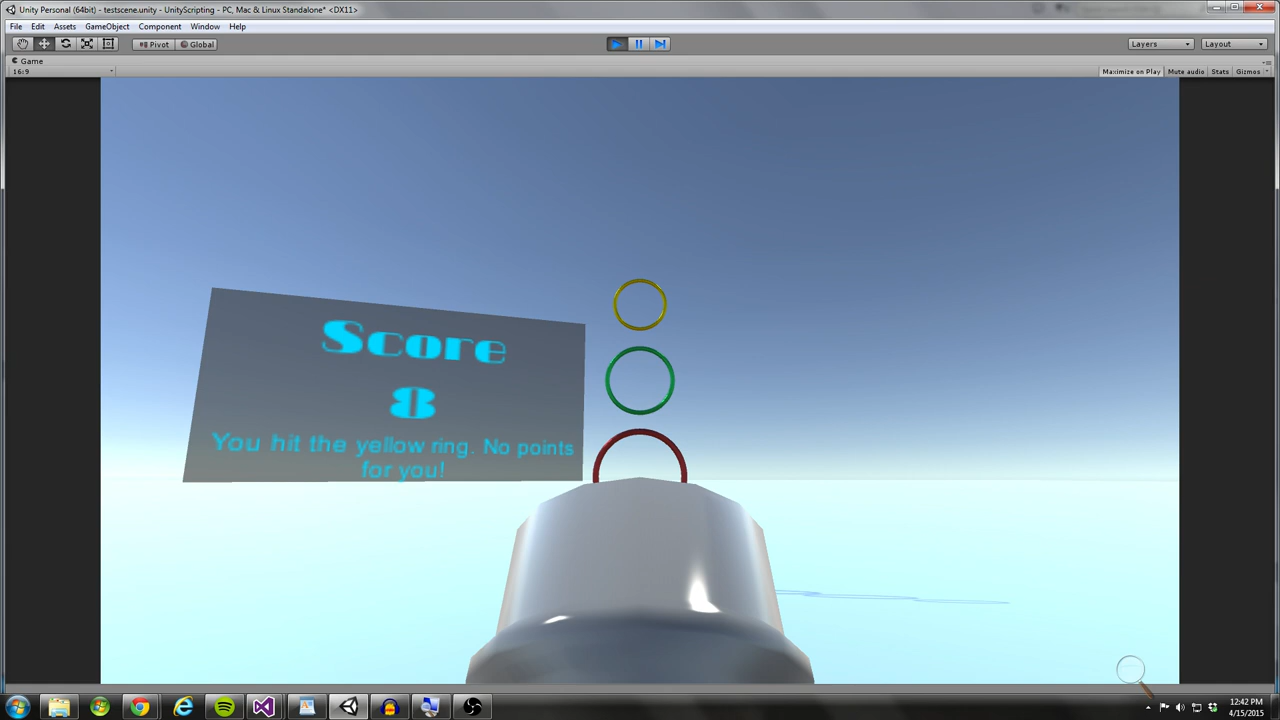 Unity Personal (64bit) - testscene.unity - UnityScripting - PC, Mac & Linux Standalone* <DX11>
File Edit Assets GameObject Component Window Help
Pivot Global Layers Layout
Game
16:9 Maximize on Play Mute audio Stats Gizmos
Score
8
You hit the yellow ring. No points
for you!
12:42 PM
4/15/2015